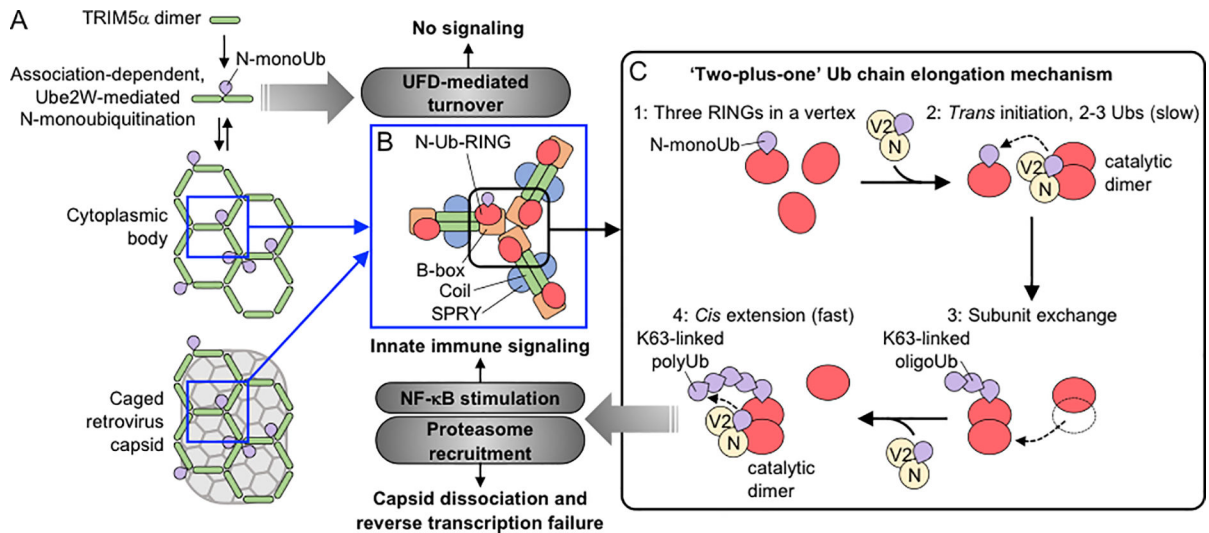 A
TRIM5α dimer
N-monoUb
Association-dependent,
Ube2W-mediated
N-monoubiquitination
Cytoplasmic
body
Caged
retrovirus
capsid
No signaling
UFD-mediated
turnover
B
N-Ub-RING
B-box
Coil
SPRY
Innate immune signaling
NF-κB stimulation
Proteasome
recruitment
Capsid dissociation and
reverse transcription failure
C
‘Two-plus-one’ Ub chain elongation mechanism
1: Three RINGs in a vertex
N-monoUb
V2
N
2: Trans initiation, 2-3 Ubs (slow)
V2
N
catalytic
dimer
3: Subunit exchange
K63-linked
oligoUb
V2
N
4: Cis extension (fast)
K63-linked
polyUb
V2
N
catalytic
dimer